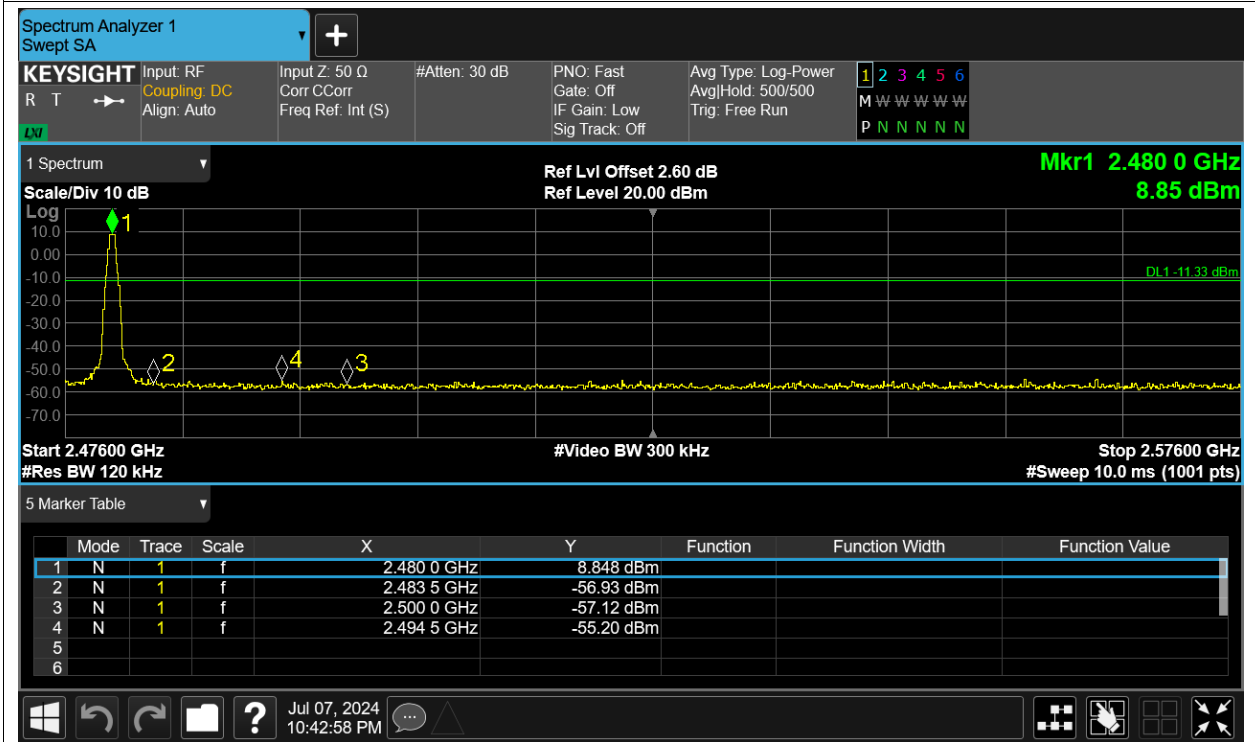 Spectrum Analyzer 1
Swept SA
+
KEYSIGHT Input: RF Input Z: 50 Ω #Atten: 30 dB PNO: Fast Avg Type: Log-Power 1 2 3 4 5 6
R T Coupling: DC Corr CCorr Gate: Off Avg|Hold: 500/500 M W W W W W W
Align: Auto Freq Ref: Int (S) IF Gain: Low Trig: Free Run
LXI Sig Track: Off P N N N N N N
1 Spectrum Ref Lvl Offset 2.60 dB Mkr1 2.480 0 GHz
Scale/Div 10 dB Ref Level 20.00 dBm 8.85 dBm
Log
1
10.0
0.00
DL1 -11.33 dBm
-10.0
-20.0
-30.0
-40.0
2 4 3
-50.0
-60.0
-70.0
Start 2.47600 GHz #Video BW 300 kHz Stop 2.57600 GHz
#Res BW 120 kHz #Sweep 10.0 ms (1001 pts)
5 Marker Table
Mode Trace Scale X Y Function Function Width Function Value
1 N 1 f 2.480 0 GHz 8.848 dBm
2 N 1 f 2.483 5 GHz -56.93 dBm
3 N 1 f 2.500 0 GHz -57.12 dBm
4 N 1 f 2.494 5 GHz -55.20 dBm
5
6
? Jul 07, 2024
10:42:58 PM